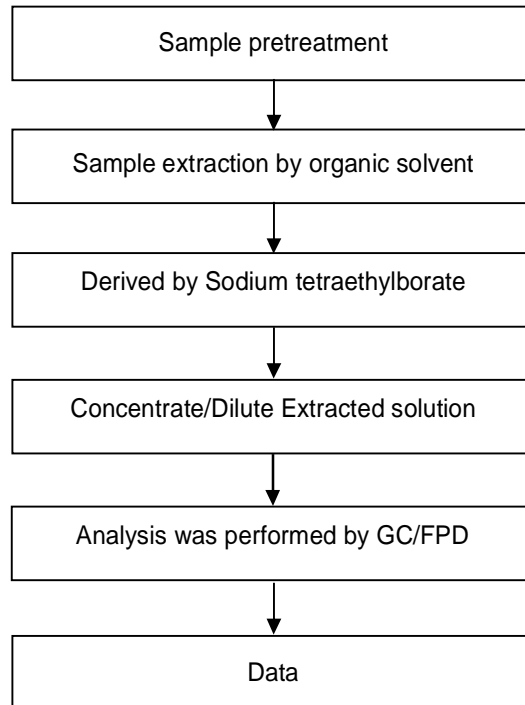 Sample pretreatment
Sample extraction by organic solvent
Derived by Sodium tetraethylborate
Concentrate/Dilute Extracted solution
Analysis was performed by GC/FPD
Data